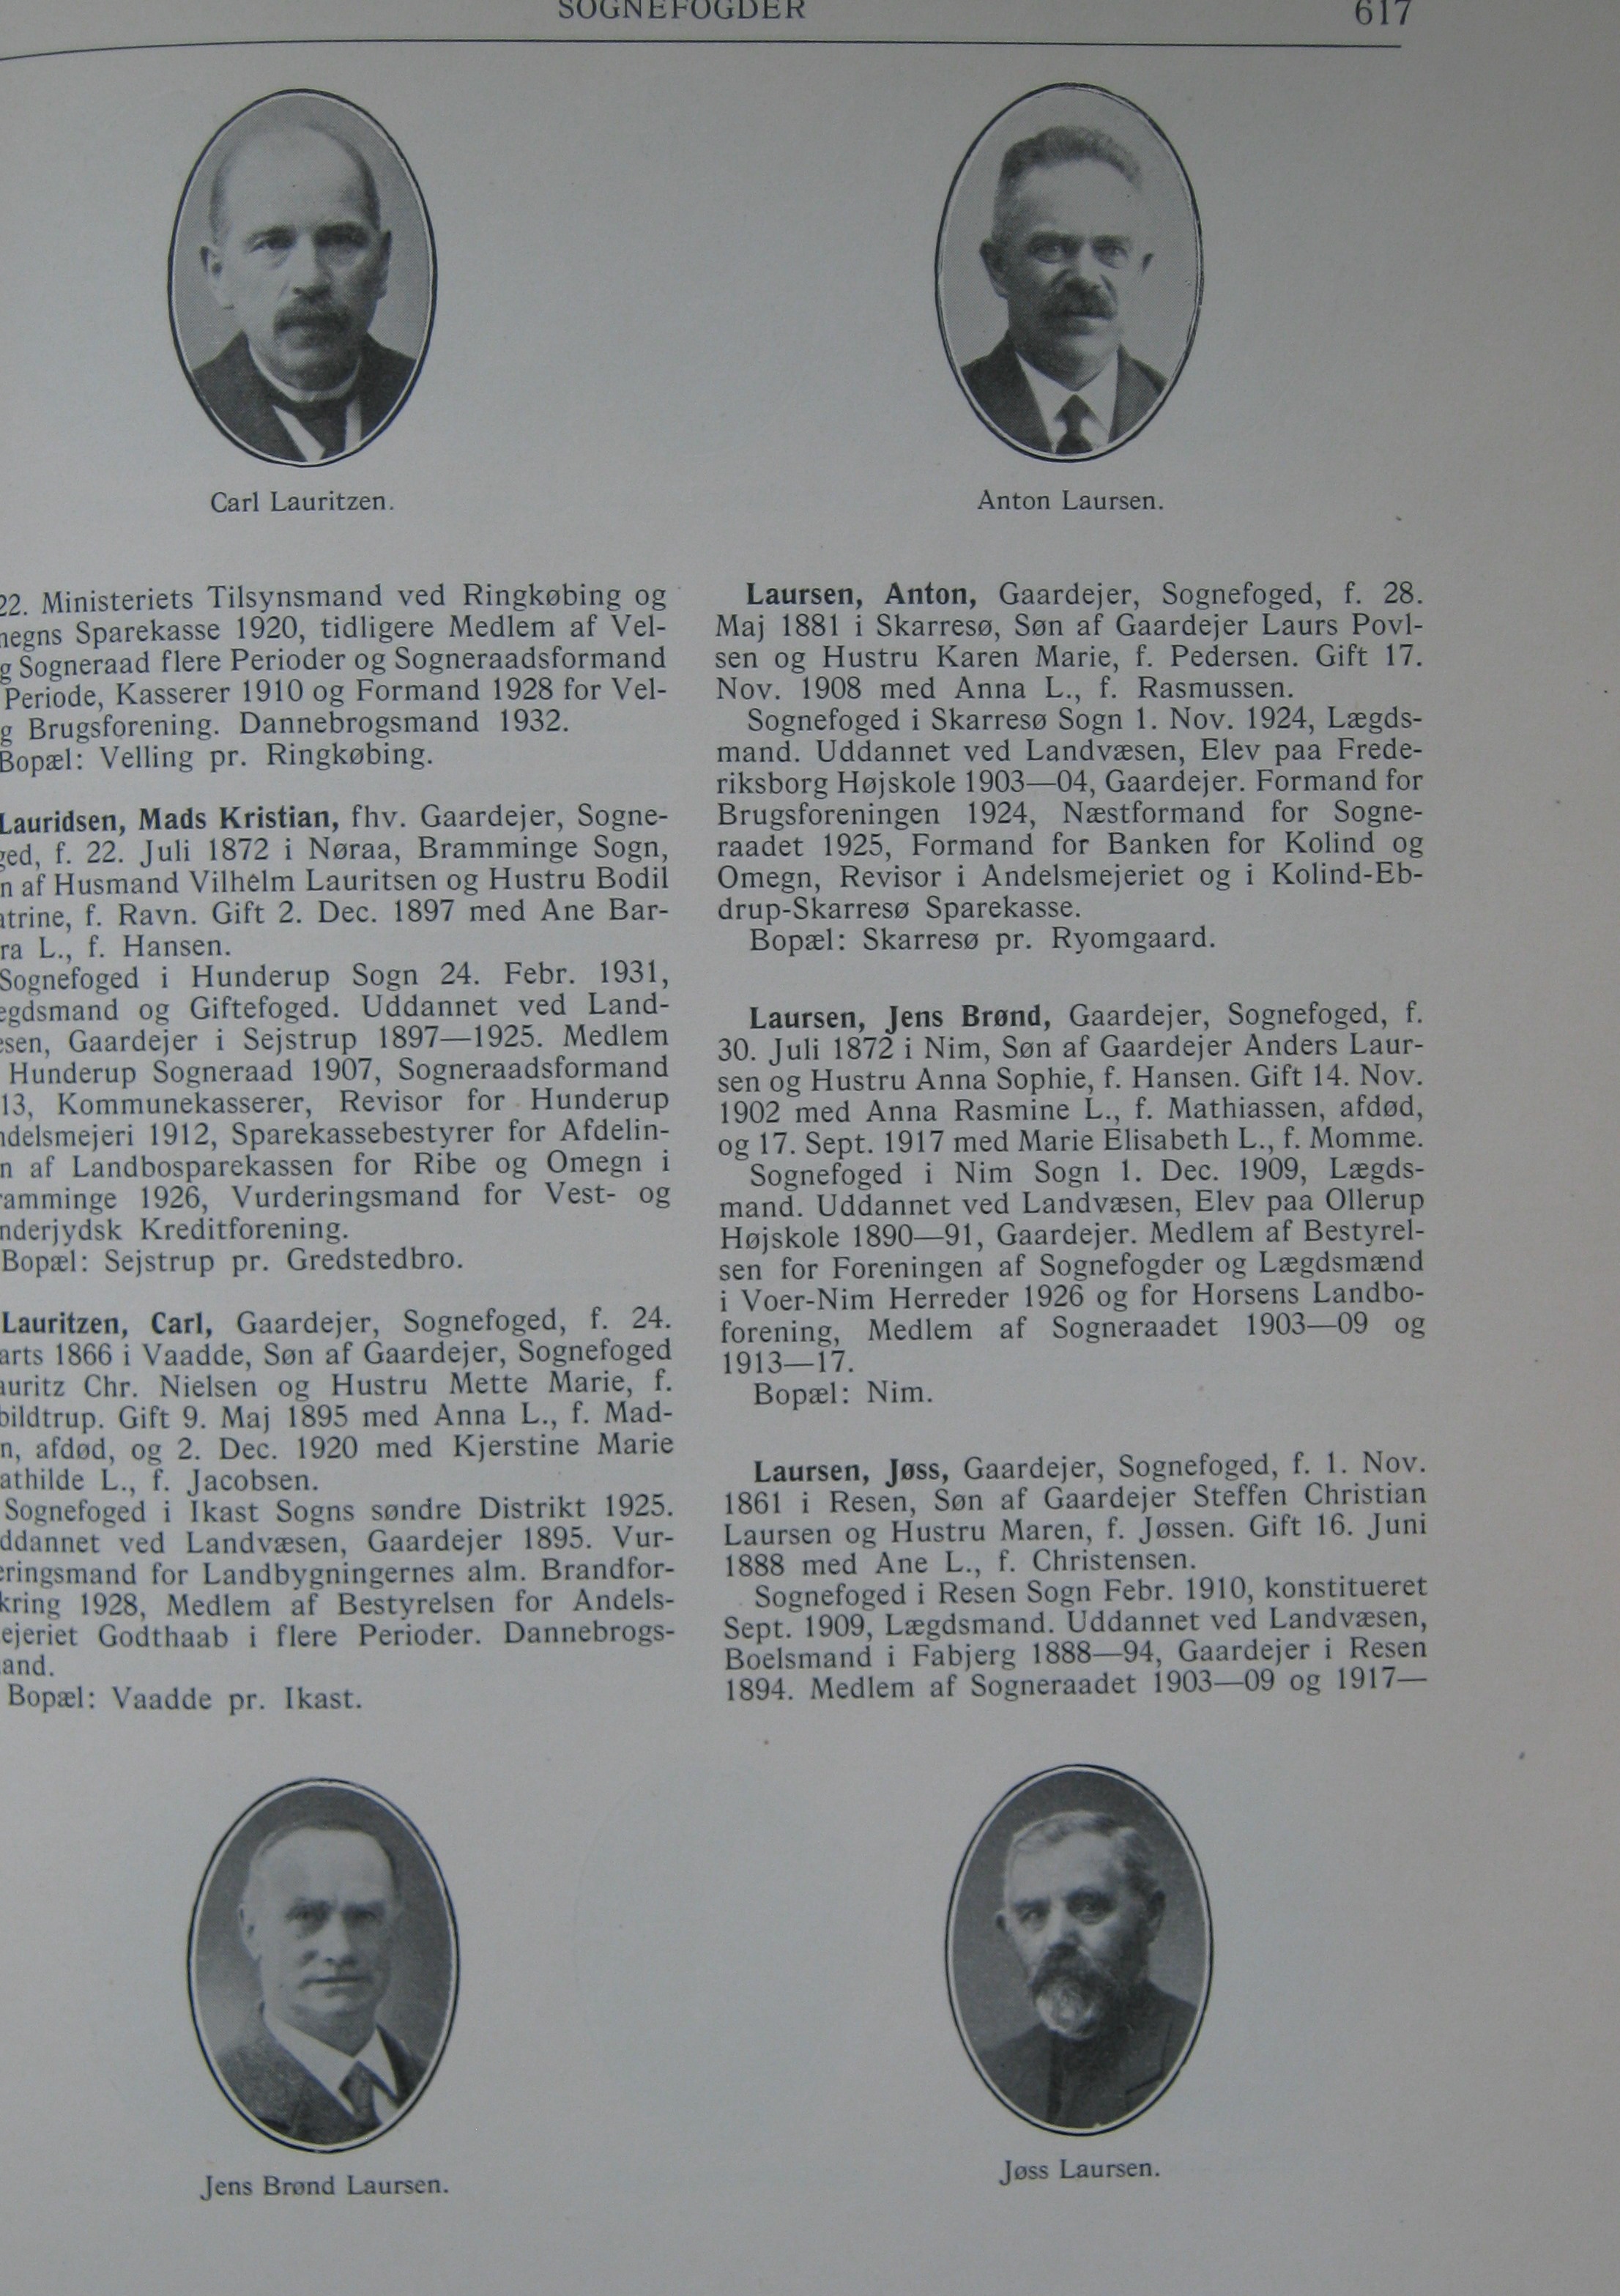 SOGNEFOGDER
617
Carl Lauritzen.
22. Ministeriets Tilsynsmand ved Ringkøbing og
Sparekasse 1920, tidligere Medlem af Vel-
Sogneraad flere Perioder og Sogneraadsformand
Periode, Kasserer 1910 og Formand 1928 for Vel-
Brugsforening. Dannebrogsmand 1932.
Bopæl: Velling pr. Ringkøbing.
Lauridsen, Mads Kristian, fhv. Gaardejer, Sogne-
f. 22. Juli 1872 i Nøraa, Bramminge Sogn,
af Husmand Vilhelm Lauritsen og Hustru Bodil
f. Ravn. Gift 2. Dec. 1897 med Ane Bar-
ra L., f. Hansen.
Sognefoged i Hunderup Sogn 24. Febr. 1931,
og Giftefoged. Uddannet ved Land-
Gaardejer i Sejstrup 1897—1925. Medlem
Hunderup Sogneraad 1907, Sogneraadsformand
13, Kommunekasserer, Revisor for Hunderup
1912, Sparekassebestyrer for Afdelin-
af Landbosparekassen for Ribe og Omegn i
1926, Vurderingsmand for Vest- og
Kreditforening.
Bopæl: Sejstrup pr. Gredstedbro.
Lauritzen, Carl, Gaardejer, Sognefoged, f. 24.
1866 i Vaadde, Søn af Gaardejer, Sognefoged
Chr. Nielsen og Hustru Mette Marie, f.
Gift 9. Maj 1895 med Anna L., f. Mad-
afdød, og 2. Dec. 1920 med Kjerstine Marie
L., f. Jacobsen.
Sognefoged i Ikast Sogns søndre Distrikt 1925.
ved Landvæsen, Gaardejer 1895. Vur-
for Landbygningernes alm. Brandfor-
1928, Medlem af Bestyrelsen for Andels-
Godthaab i flere Perioder. Dannebrogs-
Bopæl: Vaadde pr. Ikast.
Jens Brønd Laursen.
Anton Laursen.
Laursen, Anton, Gaardejer, Sognefoged, f. 28.
Maj 1881 i Skarresø, Søn af Gaardejer Laurs Povl-
sen og Hustru Karen Marie, f. Pedersen. Gift 17.
Nov. 1908 med Anna L., f. Rasmussen.
Sognefoged i Skarresø Sogn 1. Nov. 1924, Lægds-
mand. Uddannet ved Landvæsen, Elev paa Frede-
riksborg Højskole 1903—04, Gaardejer. Formand for
Brugsforeningen 1924, Næstformand for Sogne-
raadet 1925, Formand for Banken for Kolind og
Omegn, Revisor i Andelsmejeriet og i Kolind-Eb-
drup-Skarresø Sparekasse.
Bopæl: Skarresø pr. Ryomgaard.
Laursen, Jens Brønd, Gaardejer, Sognefoged, f.
30. Juli 1872 i Nim, Søn af Gaardejer Anders Laur-
sen og Hustru Anna Sophie, f. Hansen. Gift 14. Nov.
1902 med Anna Rasmine L., f. Mathiassen, afdød,
og 17. Sept. 1917 med Marie Elisabeth L., f. Momme.
Sognefoged i Nim Sogn 1. Dec. 1909, Lægds-
mand. Uddannet ved Landvæsen, Elev paa Ollerup
Højskole 1890—91, Gaardejer. Medlem af Bestyrel-
sen for Foreningen af Sognefogder og Lægdsmænd
i Voer-Nim Herreder 1926 og for Horsens Landbo-
forening, Medlem af Sogneraadet 1903—09 og
1913—17.
Bopæl: Nim.
Laursen, Jøss, Gaardejer, Sognefoged, f. 1. Nov.
1861 i Resen, Søn af Gaardejer Steffen Christian
Laursen og Hustru Maren, f. Jøssen. Gift 16. Juni
1888 med Ane L., f. Christensen.
Sognefoged i Resen Sogn Febr. 1910, konstitueret
Sept. 1909, Lægdsmand. Uddannet ved Landvæsen,
Boelsmand i Fabjerg 1888—94, Gaardejer i Resen
1894. Medlem af Sogneraadet 1903—09 og 1917—
Jøss Laursen.